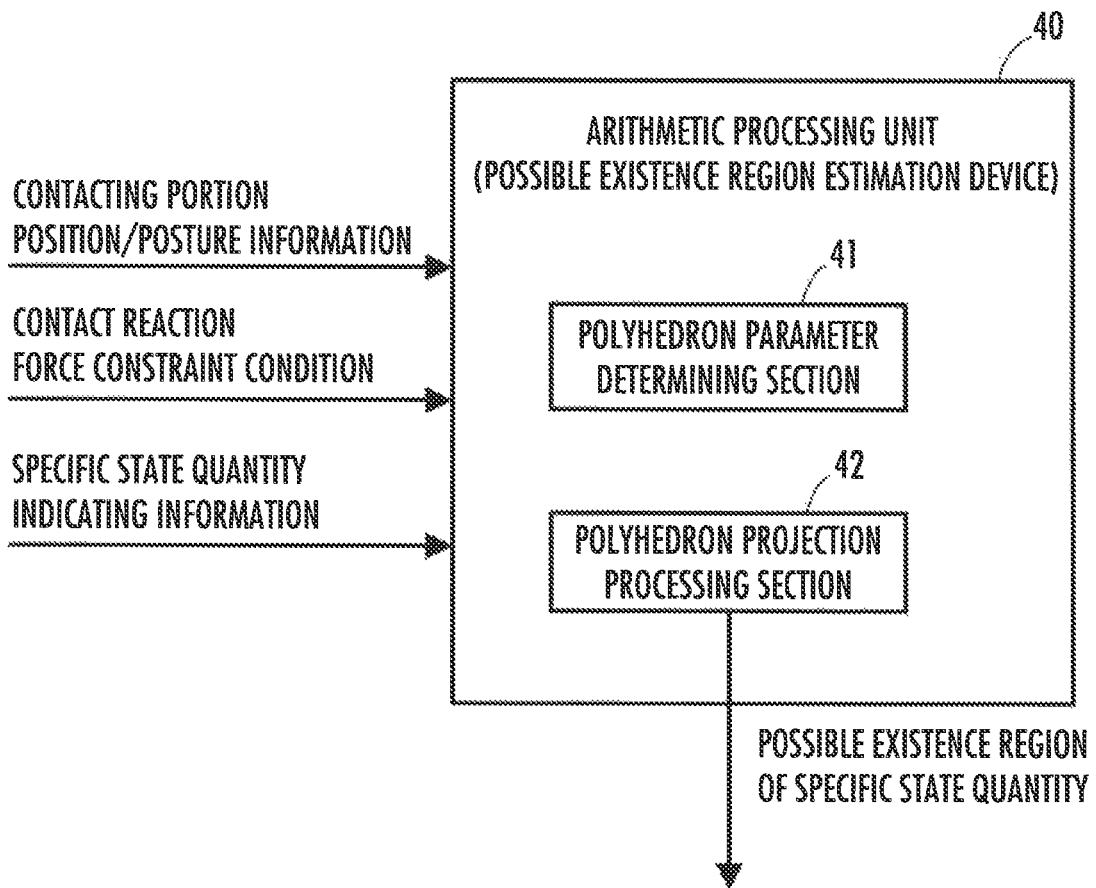 40
ARITHMETIC PROCESSING UNIT
(POSSIBLE EXISTENCE REGION ESTIMATION DEVICE)
CONTACTING PORTION
POSITION/POSTURE INFORMATION
CONTACT REACTION
FORCE CONSTRAINT CONDITION
SPECIFIC STATE QUANTITY
INDICATING INFORMATION
41
POLYHEDRON PARAMETER
DETERMINING SECTION
42
POLYHEDRON PROJECTION
PROCESSING SECTION
POSSIBLE EXISTENCE REGION
OF SPECIFIC STATE QUANTITY